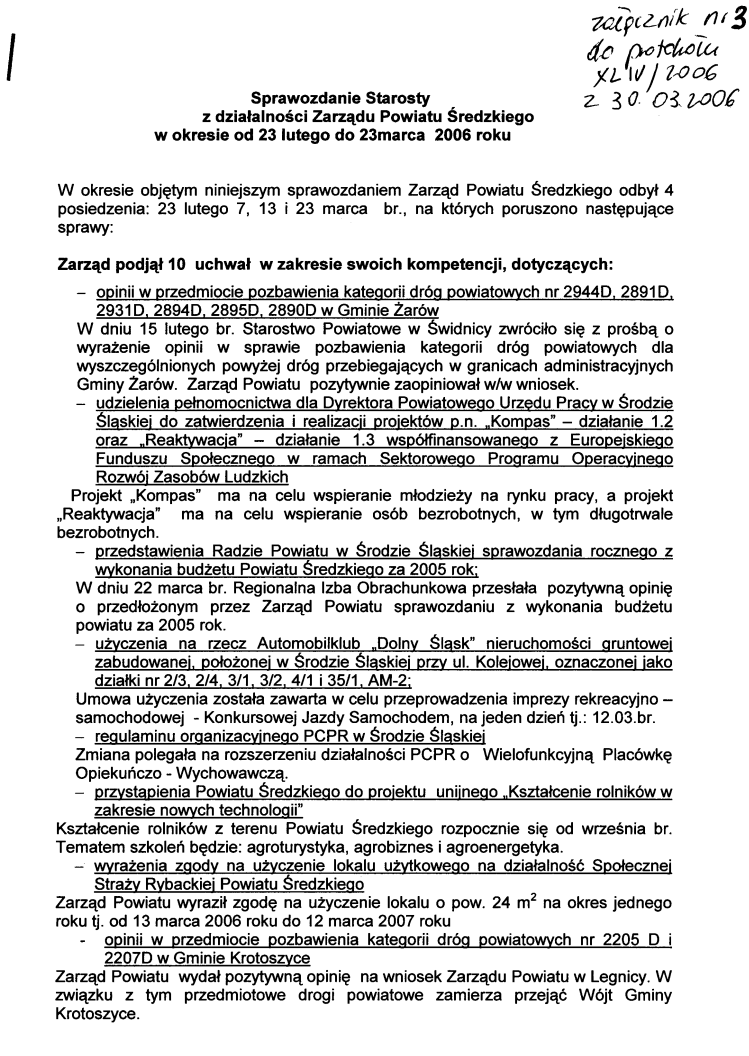 załącznik nr 3
do protokołu
XLIV/2006
z 30.03.2006
Sprawozdanie Starosty
z działalności Zarządu Powiatu Średzkiego
w okresie od 23 lutego do 23marca 2006 roku
W okresie objętym niniejszym sprawozdaniem Zarząd Powiatu Średzkiego odbył 4
posiedzenia: 23 lutego 7, 13 i 23 marca br., na których poruszono następujące
sprawy:
Zarząd podjął 10 uchwał w zakresie swoich kompetencji, dotyczących:
– opinii w przedmiocie pozbawienia kategorii dróg powiatowych nr 2944D, 2891D,
2931D, 2894D, 2895D, 2890D w Gminie Żarów
W dniu 15 lutego br. Starostwo Powiatowe w Świdnicy zwróciło się z prośbą o
wyrażenie opinii w sprawie pozbawienia kategorii dróg powiatowych dla
wyszczególnionych powyżej dróg przebiegających w granicach administracyjnych
Gminy Żarów. Zarząd Powiatu pozytywnie zaopiniował w/w wniosek.
– udzielenia pełnomocnictwa dla Dyrektora Powiatowego Urzędu Pracy w Środzie
Śląskiej do zatwierdzenia i realizacji projektów p.n. „Kompas" – działanie 1.2
oraz „Reaktywacja" – działanie 1.3 współfinansowanego z Europejskiego
Funduszu Społecznego w ramach Sektorowego Programu Operacyjnego
Rozwój Zasobów Ludzkich
Projekt „Kompas" ma na celu wspieranie młodzieży na rynku pracy, a projekt
„Reaktywacja" ma na celu wspieranie osób bezrobotnych, w tym długotrwale
bezrobotnych.
– przedstawienia Radzie Powiatu w Środzie Śląskiej sprawozdania rocznego z
wykonania budżetu Powiatu Średzkiego za 2005 rok;
W dniu 22 marca br. Regionalna Izba Obrachunkowa przesłała pozytywną opinię
o przedłożonym przez Zarząd Powiatu sprawozdaniu z wykonania budżetu
powiatu za 2005 rok.
– użyczenia na rzecz Automobilklub „Dolny Śląsk" nieruchomości gruntowej
zabudowanej, położonej w Środzie Śląskiej przy ul. Kolejowej, oznaczonej jako
działki nr 2/3, 2/4, 3/1, 3/2, 4/1 i 35/1, AM-2;
Umowa użyczenia została zawarta w celu przeprowadzenia imprezy rekreacyjno –
samochodowej - Konkursowej Jazdy Samochodem, na jeden dzień tj.: 12.03.br.
– regulaminu organizacyjnego PCPR w Środzie Śląskiej
Zmiana polegała na rozszerzeniu działalności PCPR o Wielofunkcyjną Placówkę
Opiekuńczo - Wychowawczą.
– przystąpienia Powiatu Średzkiego do projektu unijnego „Kształcenie rolników w
zakresie nowych technologii"
Kształcenie rolników z terenu Powiatu Średzkiego rozpocznie się od września br.
Tematem szkoleń będzie: agroturystyka, agrobiznes i agroenergetyka.
– wyrażenia zgody na użyczenie lokalu użytkowego na działalność Społecznej
Straży Rybackiej Powiatu Średzkiego
Zarząd Powiatu wyraził zgodę na użyczenie lokalu o pow. 24 m² na okres jednego
roku tj. od 13 marca 2006 roku do 12 marca 2007 roku
- opinii w przedmiocie pozbawienia kategorii dróg powiatowych nr 2205 D i
2207D w Gminie Krotoszyce
Zarząd Powiatu wydał pozytywną opinię na wniosek Zarządu Powiatu w Legnicy. W
związku z tym przedmiotowe drogi powiatowe zamierza przejąć Wójt Gminy
Krotoszyce.